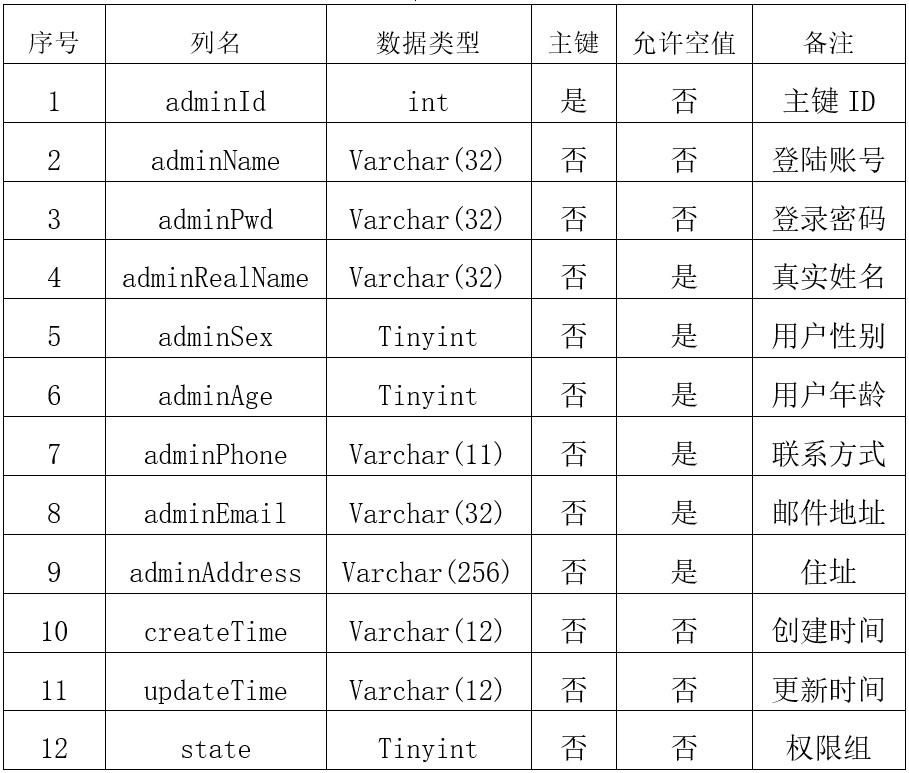 序号 列名 数据类型 主键 允许空值 备注
1 adminId int 是 否 主键 ID
2 adminName Varchar(32) 否 否 登陆账号
3 adminPwd Varchar(32) 否 否 登录密码
4 adminRealName Varchar(32) 否 是 真实姓名
5 adminSex Tinyint 否 是 用户性别
6 adminAge Tinyint 否 是 用户年龄
7 adminPhone Varchar(11) 否 是 联系方式
8 adminEmail Varchar(32) 否 是 邮件地址
9 adminAddress Varchar(256) 否 是 住址
10 createTime Varchar(12) 否 否 创建时间
11 updateTime Varchar(12) 否 否 更新时间
12 state Tinyint 否 否 权限组